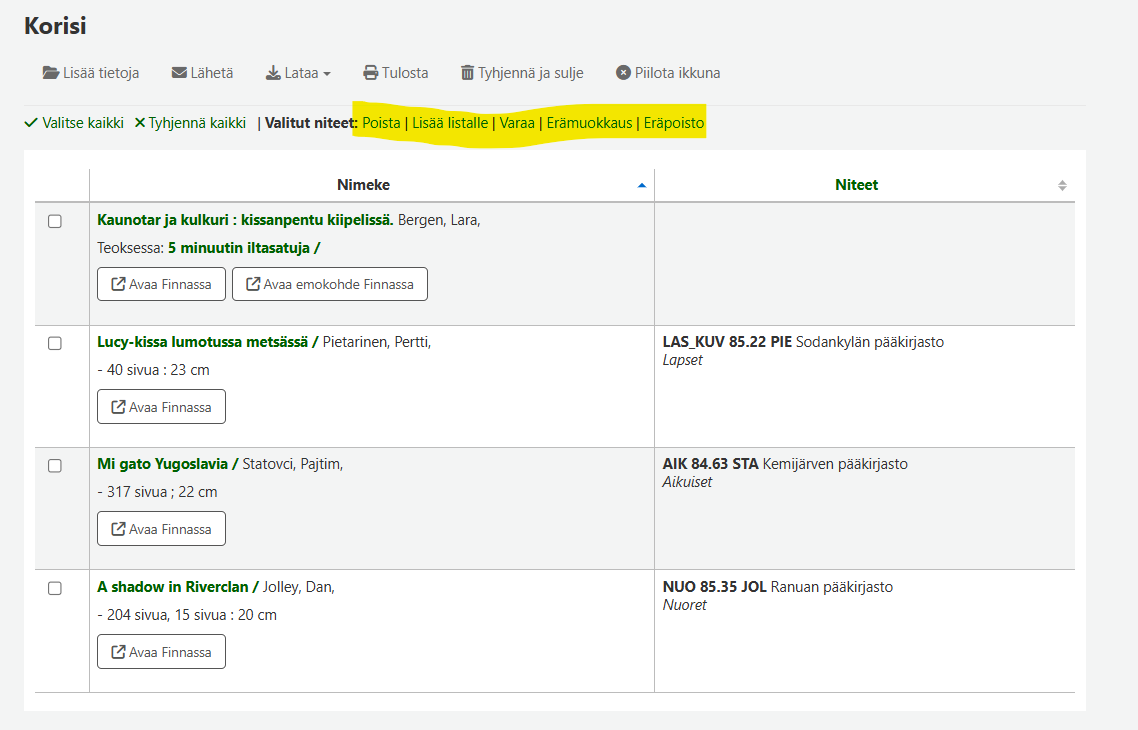 Korisi
Lisää tietoja Lähetä Lataa Tulosta Tyhjennä ja sulje Piilota ikkuna
Valitse kaikki Tyhjennä kaikki | Valitut niteet: Poista | Lisää listalle | Varaa | Erämuokkaus | Eräpoisto
Nimeke Niteet
Kaunotar ja kulkuri : kissanpentu kiipelissä. Bergen, Lara,
Teoksessa: 5 minuutin iltasatuja /
Avaa Finnassa Avaa emokohde Finnassa
Lucy-kissa lumotussa metsässä / Pietarinen, Pertti,
- 40 sivua : 23 cm
Avaa Finnassa
LAS_KUV 85.22 PIE Sodankylän pääkirjasto
Lapset
Mi gato Yugoslavia / Statovci, Pajtim,
- 317 sivua ; 22 cm
Avaa Finnassa
AIK 84.63 STA Kemijärven pääkirjasto
Aikuiset
A shadow in Riverclan / Jolley, Dan,
- 204 sivua, 15 sivua : 20 cm
Avaa Finnassa
NUO 85.35 JOL Ranuan pääkirjasto
Nuoret